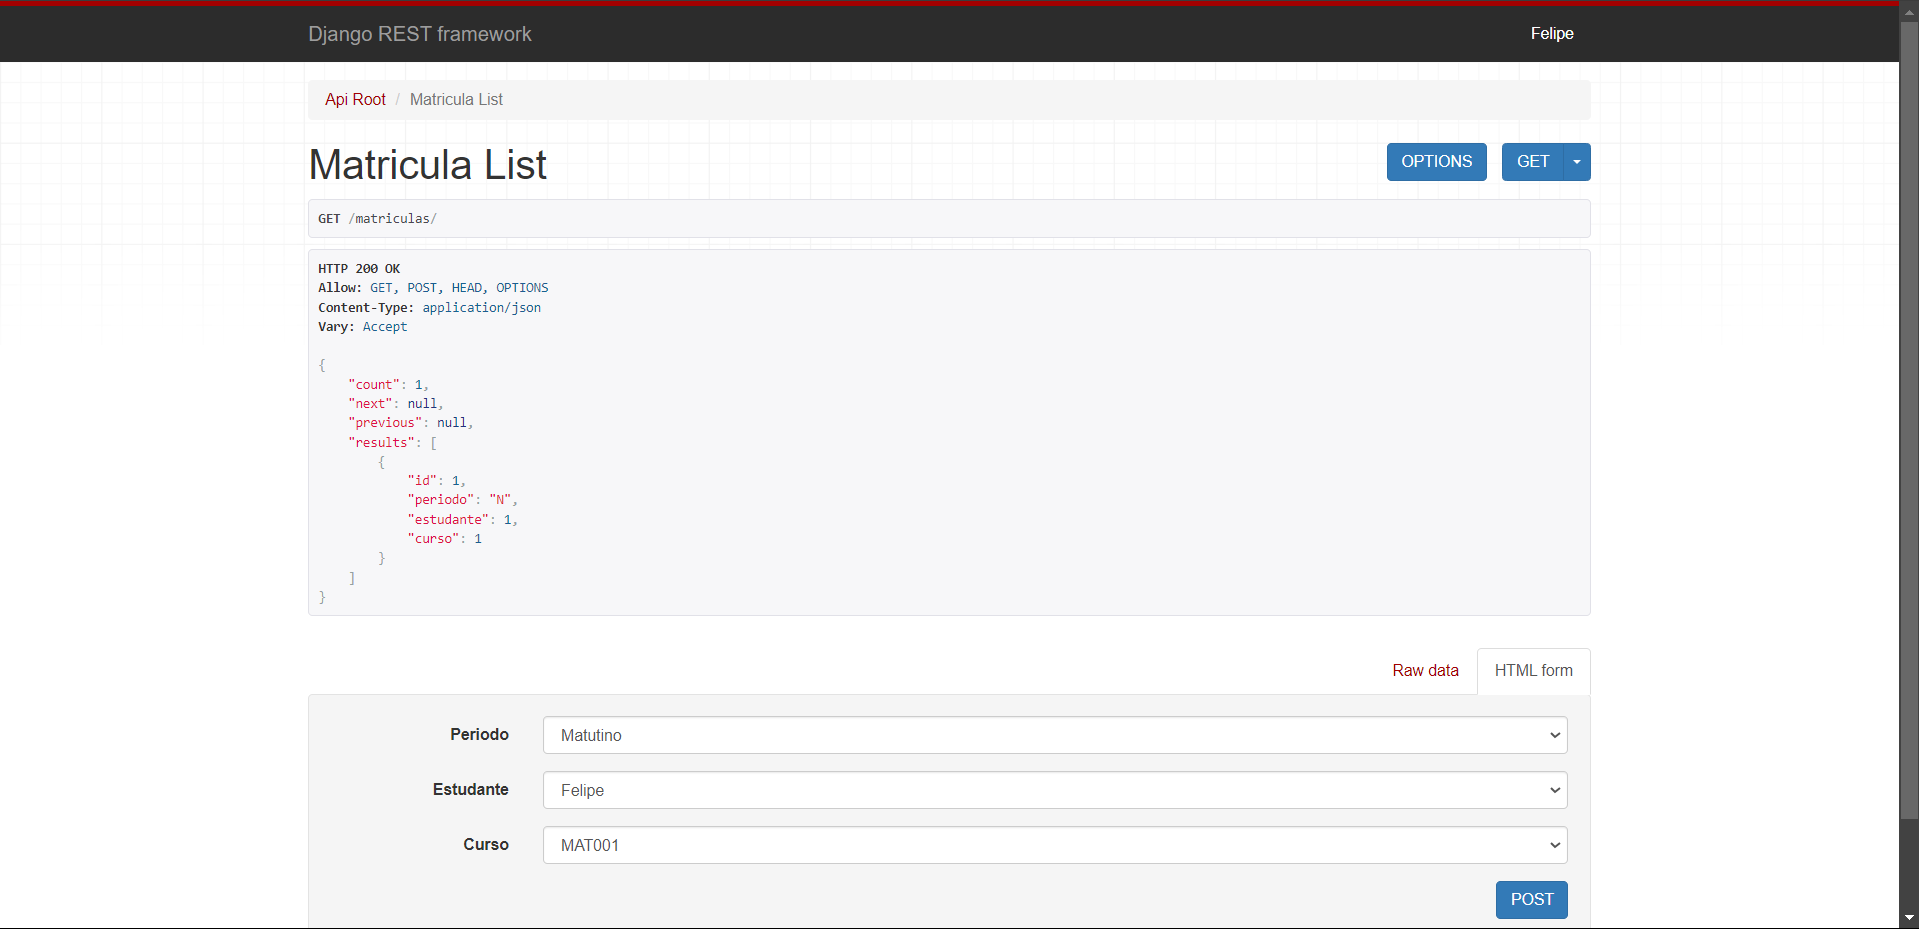 Django REST framework
Felipe
Api Root / Matricula List
Matricula List
OPTIONS
GET
GET /matriculas/
HTTP 200 OK
Allow: GET, POST, HEAD, OPTIONS
Content-Type: application/json
Vary: Accept
{
    "count": 1,
    "next": null,
    "previous": null,
    "results": [
        {
            "id": 1,
            "periodo": "N",
            "estudante": 1,
            "curso": 1
        }
    ]
}
Raw data
HTML form
Periodo
Matutino
Estudante
Felipe
Curso
MAT001
POST